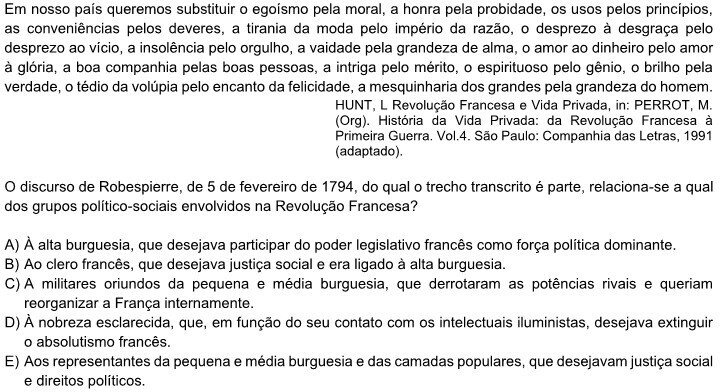 Em nosso país queremos substituir o egoísmo pela moral, a honra pela probidade, os usos pelos princípios,
as conveniências pelos deveres, a tirania da moda pelo império da razão, o desprezo à desgraça pelo
desprezo ao vício, a insolência pelo orgulho, a vaidade pela grandeza de alma, o amor ao dinheiro pelo amor
à glória, a boa companhia pelas boas pessoas, a intriga pelo mérito, o espirituoso pelo gênio, o brilho pela
verdade, o tédio da volúpia pelo encanto da felicidade, a mesquinharia dos grandes pela grandeza do homem.
HUNT, L Revolução Francesa e Vida Privada, in: PERROT, M.
(Org). História da Vida Privada: da Revolução Francesa à
Primeira Guerra. Vol.4. São Paulo: Companhia das Letras, 1991
(adaptado).
O discurso de Robespierre, de 5 de fevereiro de 1794, do qual o trecho transcrito é parte, relaciona-se a qual
dos grupos político-sociais envolvidos na Revolução Francesa?
A) À alta burguesia, que desejava participar do poder legislativo francês como força política dominante.
B) Ao clero francês, que desejava justiça social e era ligado à alta burguesia.
C) A militares oriundos da pequena e média burguesia, que derrotaram as potências rivais e queriam
reorganizar a França internamente.
D) À nobreza esclarecida, que, em função do seu contato com os intelectuais iluministas, desejava extinguir
o absolutismo francês.
E) Aos representantes da pequena e média burguesia e das camadas populares, que desejavam justiça social
e direitos políticos.